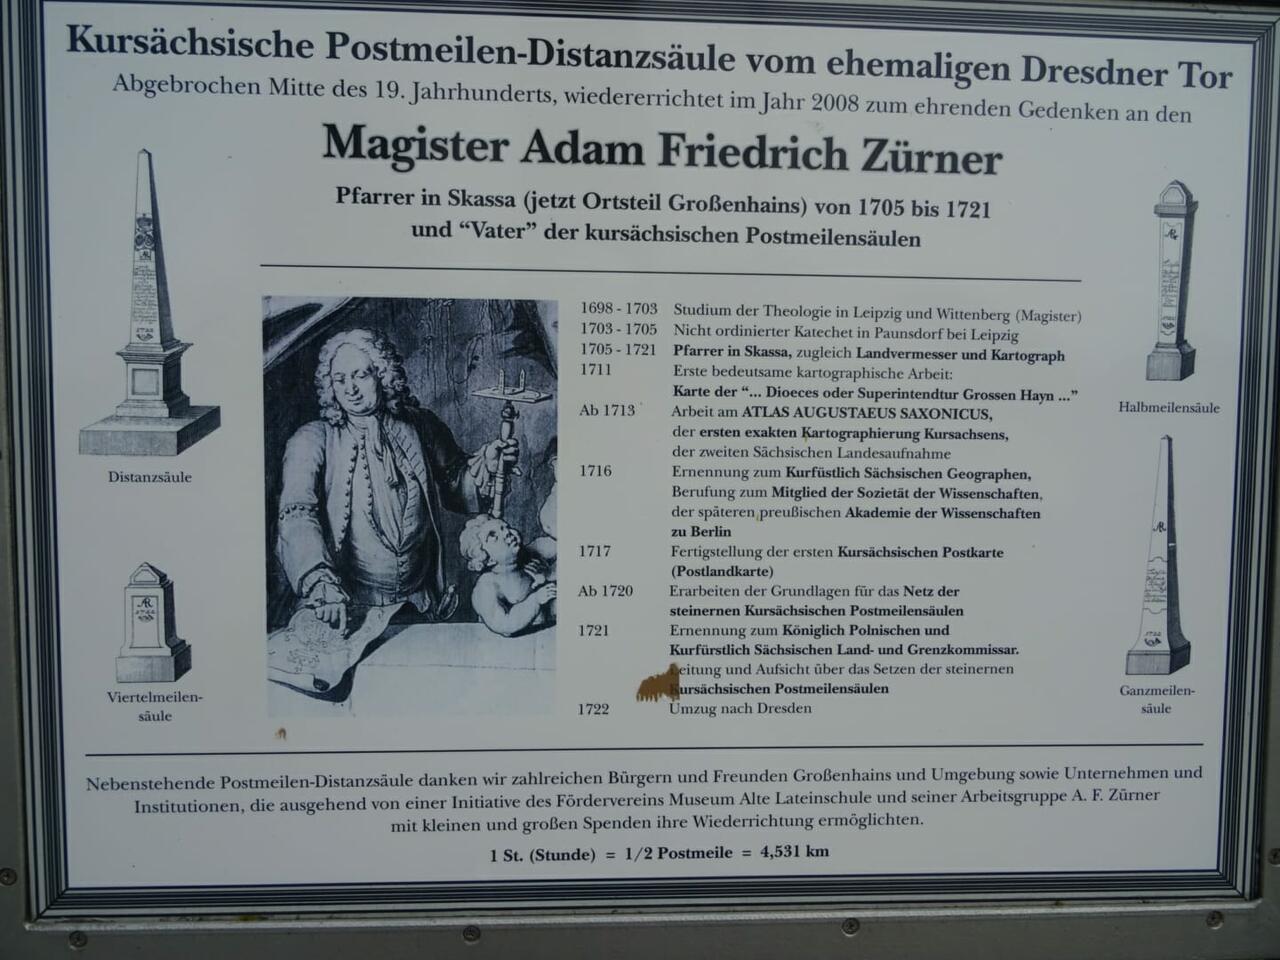 Kursächsische Postmeilen-Distanzsäule vom ehemaligen Dresdner Tor
Abgebrochen Mitte des 19. Jahrhunderts, wiedererrichtet im Jahr 2008 zum ehrenden Gedenken an den
Magister Adam Friedrich Zürner
Pfarrer in Skassa (jetzt Ortsteil Großenhains) von 1705 bis 1721
und “Vater” der kursächsischen Postmeilensäulen
Distanzsäule
Viertelmeilen-
säule
1698 - 1703 Studium der Theologie in Leipzig und Wittenberg (Magister)
1703 - 1705 Nicht ordinierter Katechet in Paunsdorf bei Leipzig
1705 - 1721 Pfarrer in Skassa, zugleich Landvermesser und Kartograph
1711 Erste bedeutsame kartographische Arbeit:
Karte der “... Dioeces oder Superintendtur Grossen Hayn ...”
Ab 1713 Arbeit am ATLAS AUGUSTAEUS SAXONICUS,
der ersten exakten Kartographierung Kursachsens,
der zweiten Sächsischen Landesaufnahme
1716 Ernennung zum Kurfüstlich Sächsischen Geographen,
Berufung zum Mitglied der Sozietät der Wissenschaften,
der späteren preußischen Akademie der Wissenschaften
zu Berlin
1717 Fertigstellung der ersten Kursächsischen Postkarte
(Postlandkarte)
Ab 1720 Erarbeiten der Grundlagen für das Netz der
steinernen Kursächsischen Postmeilensäulen
1721 Ernennung zum Königlich Polnischen und
Kurfürstlich Sächsischen Land- und Grenzkommissar.
Leitung und Aufsicht über das Setzen der steinernen
Kursächsischen Postmeilensäulen
1722 Umzug nach Dresden
Halbmeilensäule
Ganzmeilen-
säule
Nebenstehende Postmeilen-Distanzsäule danken wir zahlreichen Bürgern und Freunden Großenhains und Umgebung sowie Unternehmen und
Institutionen, die ausgehend von einer Initiative des Fördervereins Museum Alte Lateinschule und seiner Arbeitsgruppe A. F. Zürner
mit kleinen und großen Spenden ihre Wiederrichtung ermöglichten.
1 St. (Stunde) = 1/2 Postmeile = 4,531 km